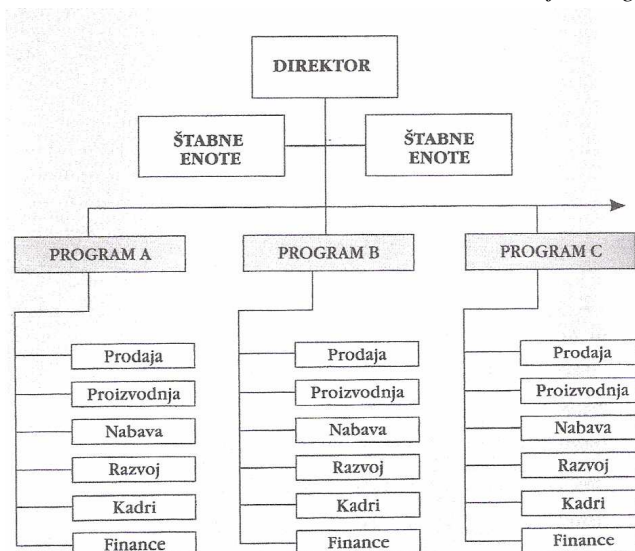 DIREKTOR
ŠTABNE
ENOTE
ŠTABNE
ENOTE
PROGRAM A
PROGRAM B
PROGRAM C
Prodaja
Proizvodnja
Nabava
Razvoj
Kadri
Finance
Prodaja
Proizvodnja
Nabava
Razvoj
Kadri
Finance
Prodaja
Proizvodnja
Nabava
Razvoj
Kadri
Finance